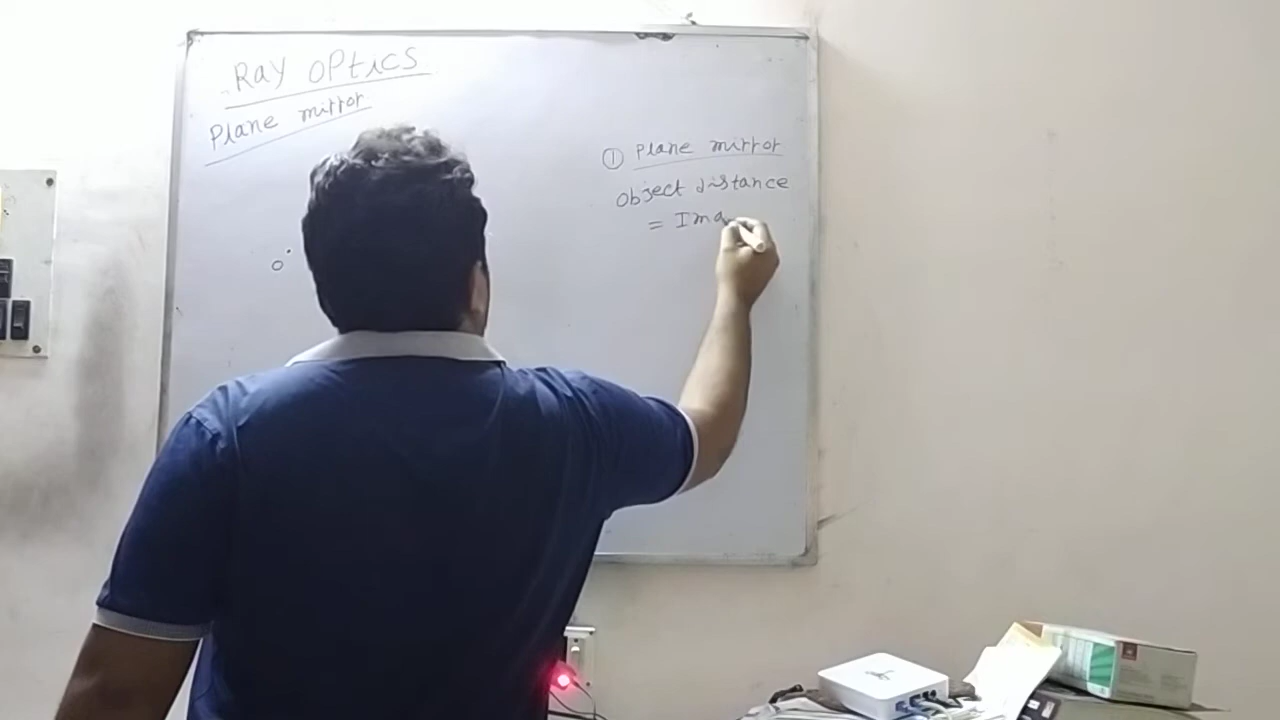 Ray optics
Plane mirror
① Plane mirror
Object distance
= Ima
O